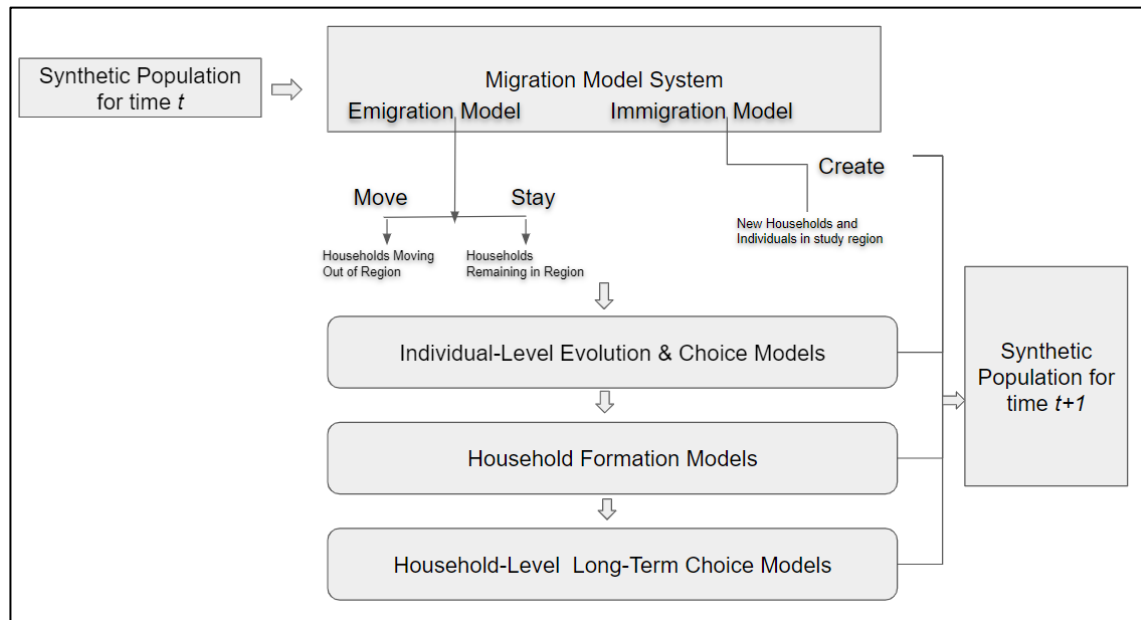 Synthetic Population
for time t
Migration Model System
Emigration Model
Immigration Model
Move
Stay
Create
Households Moving
Out of Region
Households
Remaining in Region
New Households and
Individuals in study region
Individual-Level Evolution & Choice Models
Household Formation Models
Household-Level Long-Term Choice Models
Synthetic
Population for
time t+1